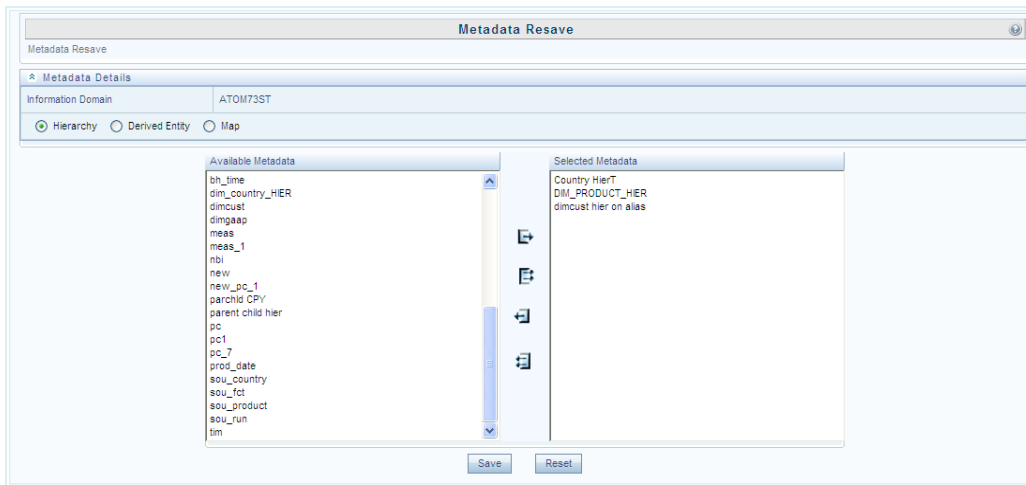 Metadata Resave
Metadata Resave
Metadata Details
Information Domain ATOM73ST
Hierarchy Derived Entity Map
Available Metadata
bh_time
dim_country_HIER
dimcust
dimgaap
meas
meas_1
nbi
new
new_pc_1
parchld CPY
parent child hier
pc
pc1
pc_7
prod_date
sou_country
sou_fct
sou_product
sou_run
tim
Selected Metadata
Country HierT
DIM_PRODUCT_HIER
dimcust hier on alias
Save Reset